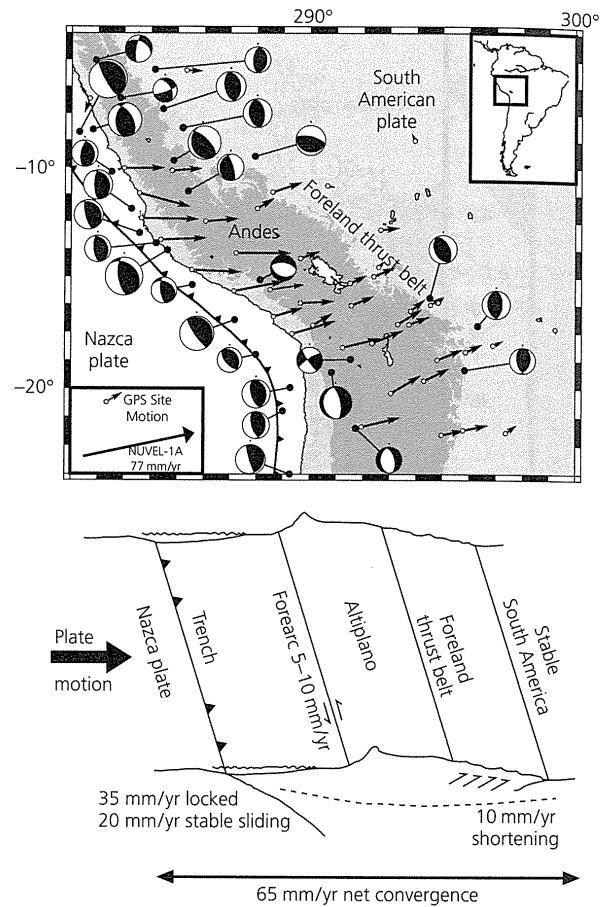 290°
300°
South
American
plate
–10°
Foreland thrust belt
Andes
Nazca
plate
–20°
GPS Site
Motion
NUVEL-1A
77 mm/yr
Plate
motion
Nazca plate
Trench
Forearc 5–10 mm/yr
Altiplano
Foreland
thrust belt
Stable
South America
35 mm/yr locked
20 mm/yr stable sliding
10 mm/yr
shortening
65 mm/yr net convergence